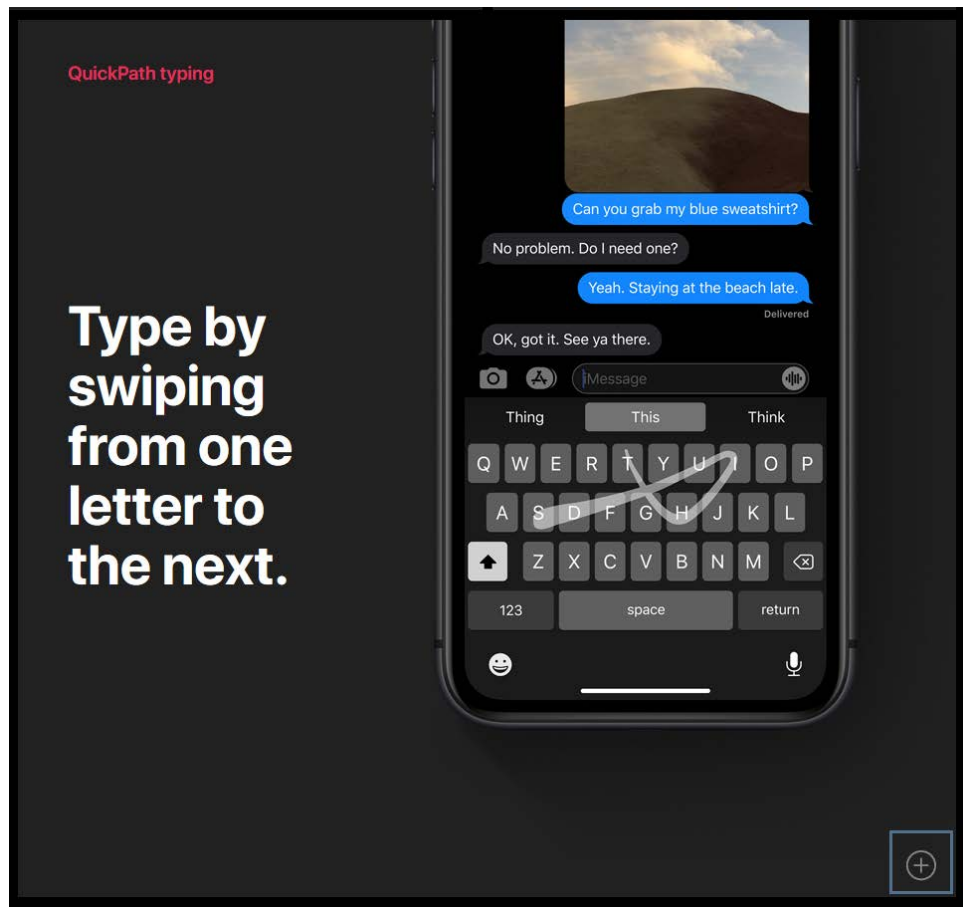 QuickPath typing
Type by
swiping
from one
letter to
the next.
Can you grab my blue sweatshirt?
No problem. Do I need one?
Yeah. Staying at the beach late.
Delivered
OK, got it. See ya there.
iMessage
Thing This Think
Q W E R T Y U I O P
A S D F G H J K L
Z X C V B N M
123 space return